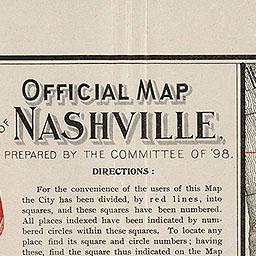 OFFICIAL MAP
OF
NASHVILLE.
PREPARED BY THE COMMITTEE OF '98.
DIRECTIONS:
For the convenience of the users of this Map
the City has been divided, by red lines, into
squares, and these squares have been numbered.
All places indexed have been indicated by num-
bered circles within these squares. To locate any
place find its square and circle numbers; having
these, find the square thus indicated on the Map